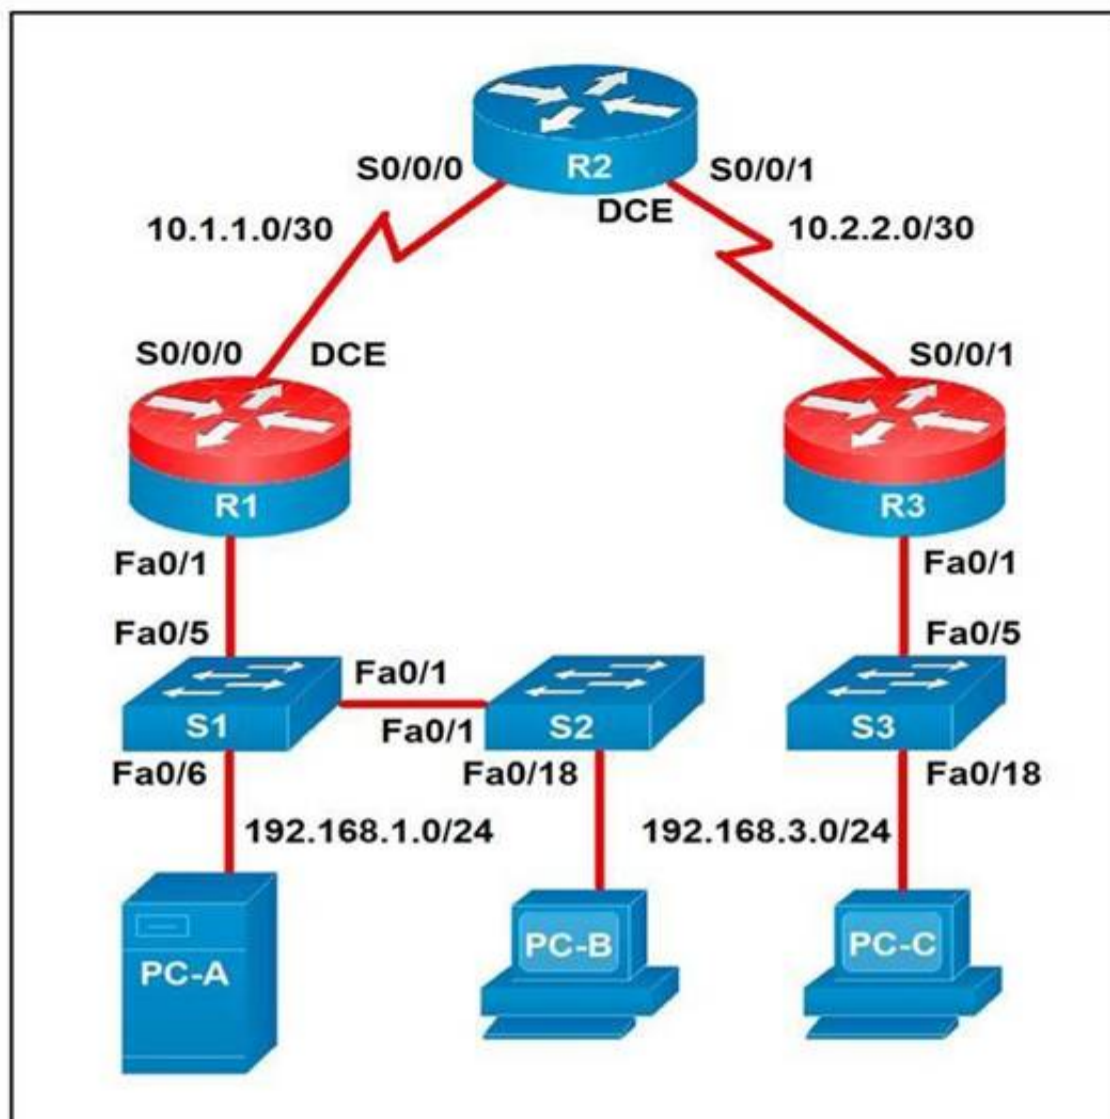 R2
S0/0/0
S0/0/1
DCE
10.1.1.0/30
10.2.2.0/30
S0/0/0
DCE
S0/0/1
R1
R3
Fa0/1
Fa0/1
Fa0/5
Fa0/5
Fa0/1
S1
Fa0/1
S2
S3
Fa0/6
Fa0/18
Fa0/18
192.168.1.0/24
192.168.3.0/24
PC-A
PC-B
PC-C